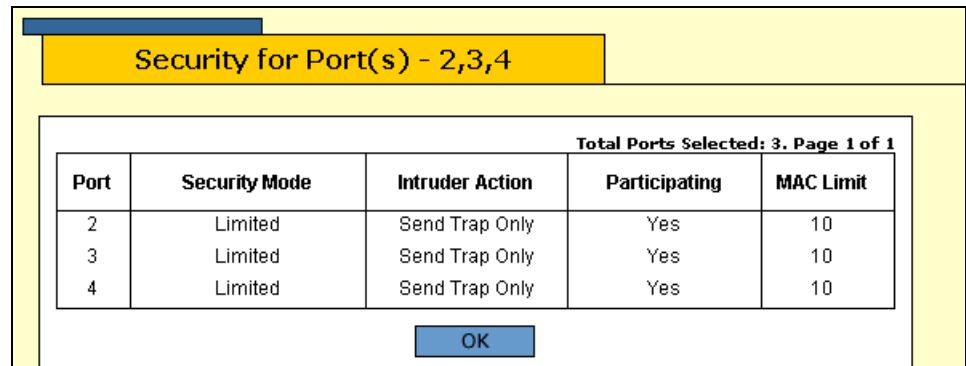 Security for Port(s) - 2,3,4
Total Ports Selected: 3. Page 1 of 1
Port Security Mode Intruder Action Participating MAC Limit
2 Limited Send Trap Only Yes 10
3 Limited Send Trap Only Yes 10
4 Limited Send Trap Only Yes 10
OK